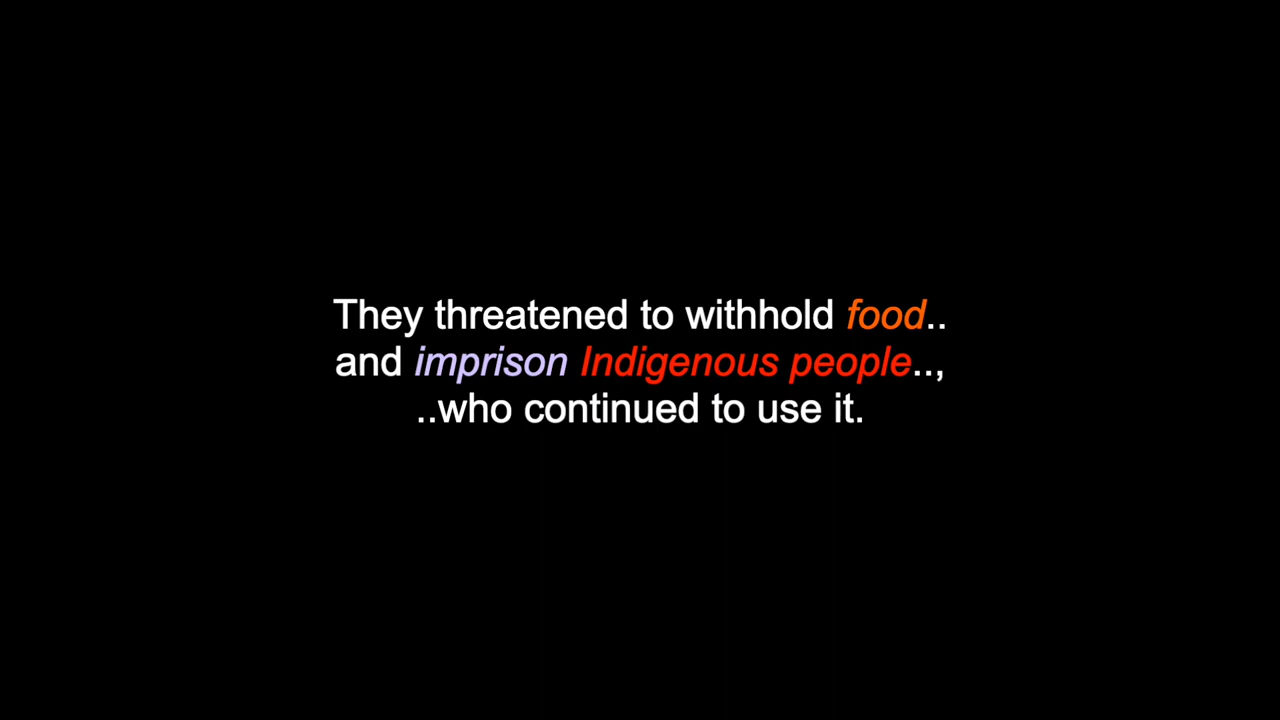 They threatened to withhold food..
and imprison Indigenous people..,
..who continued to use it.